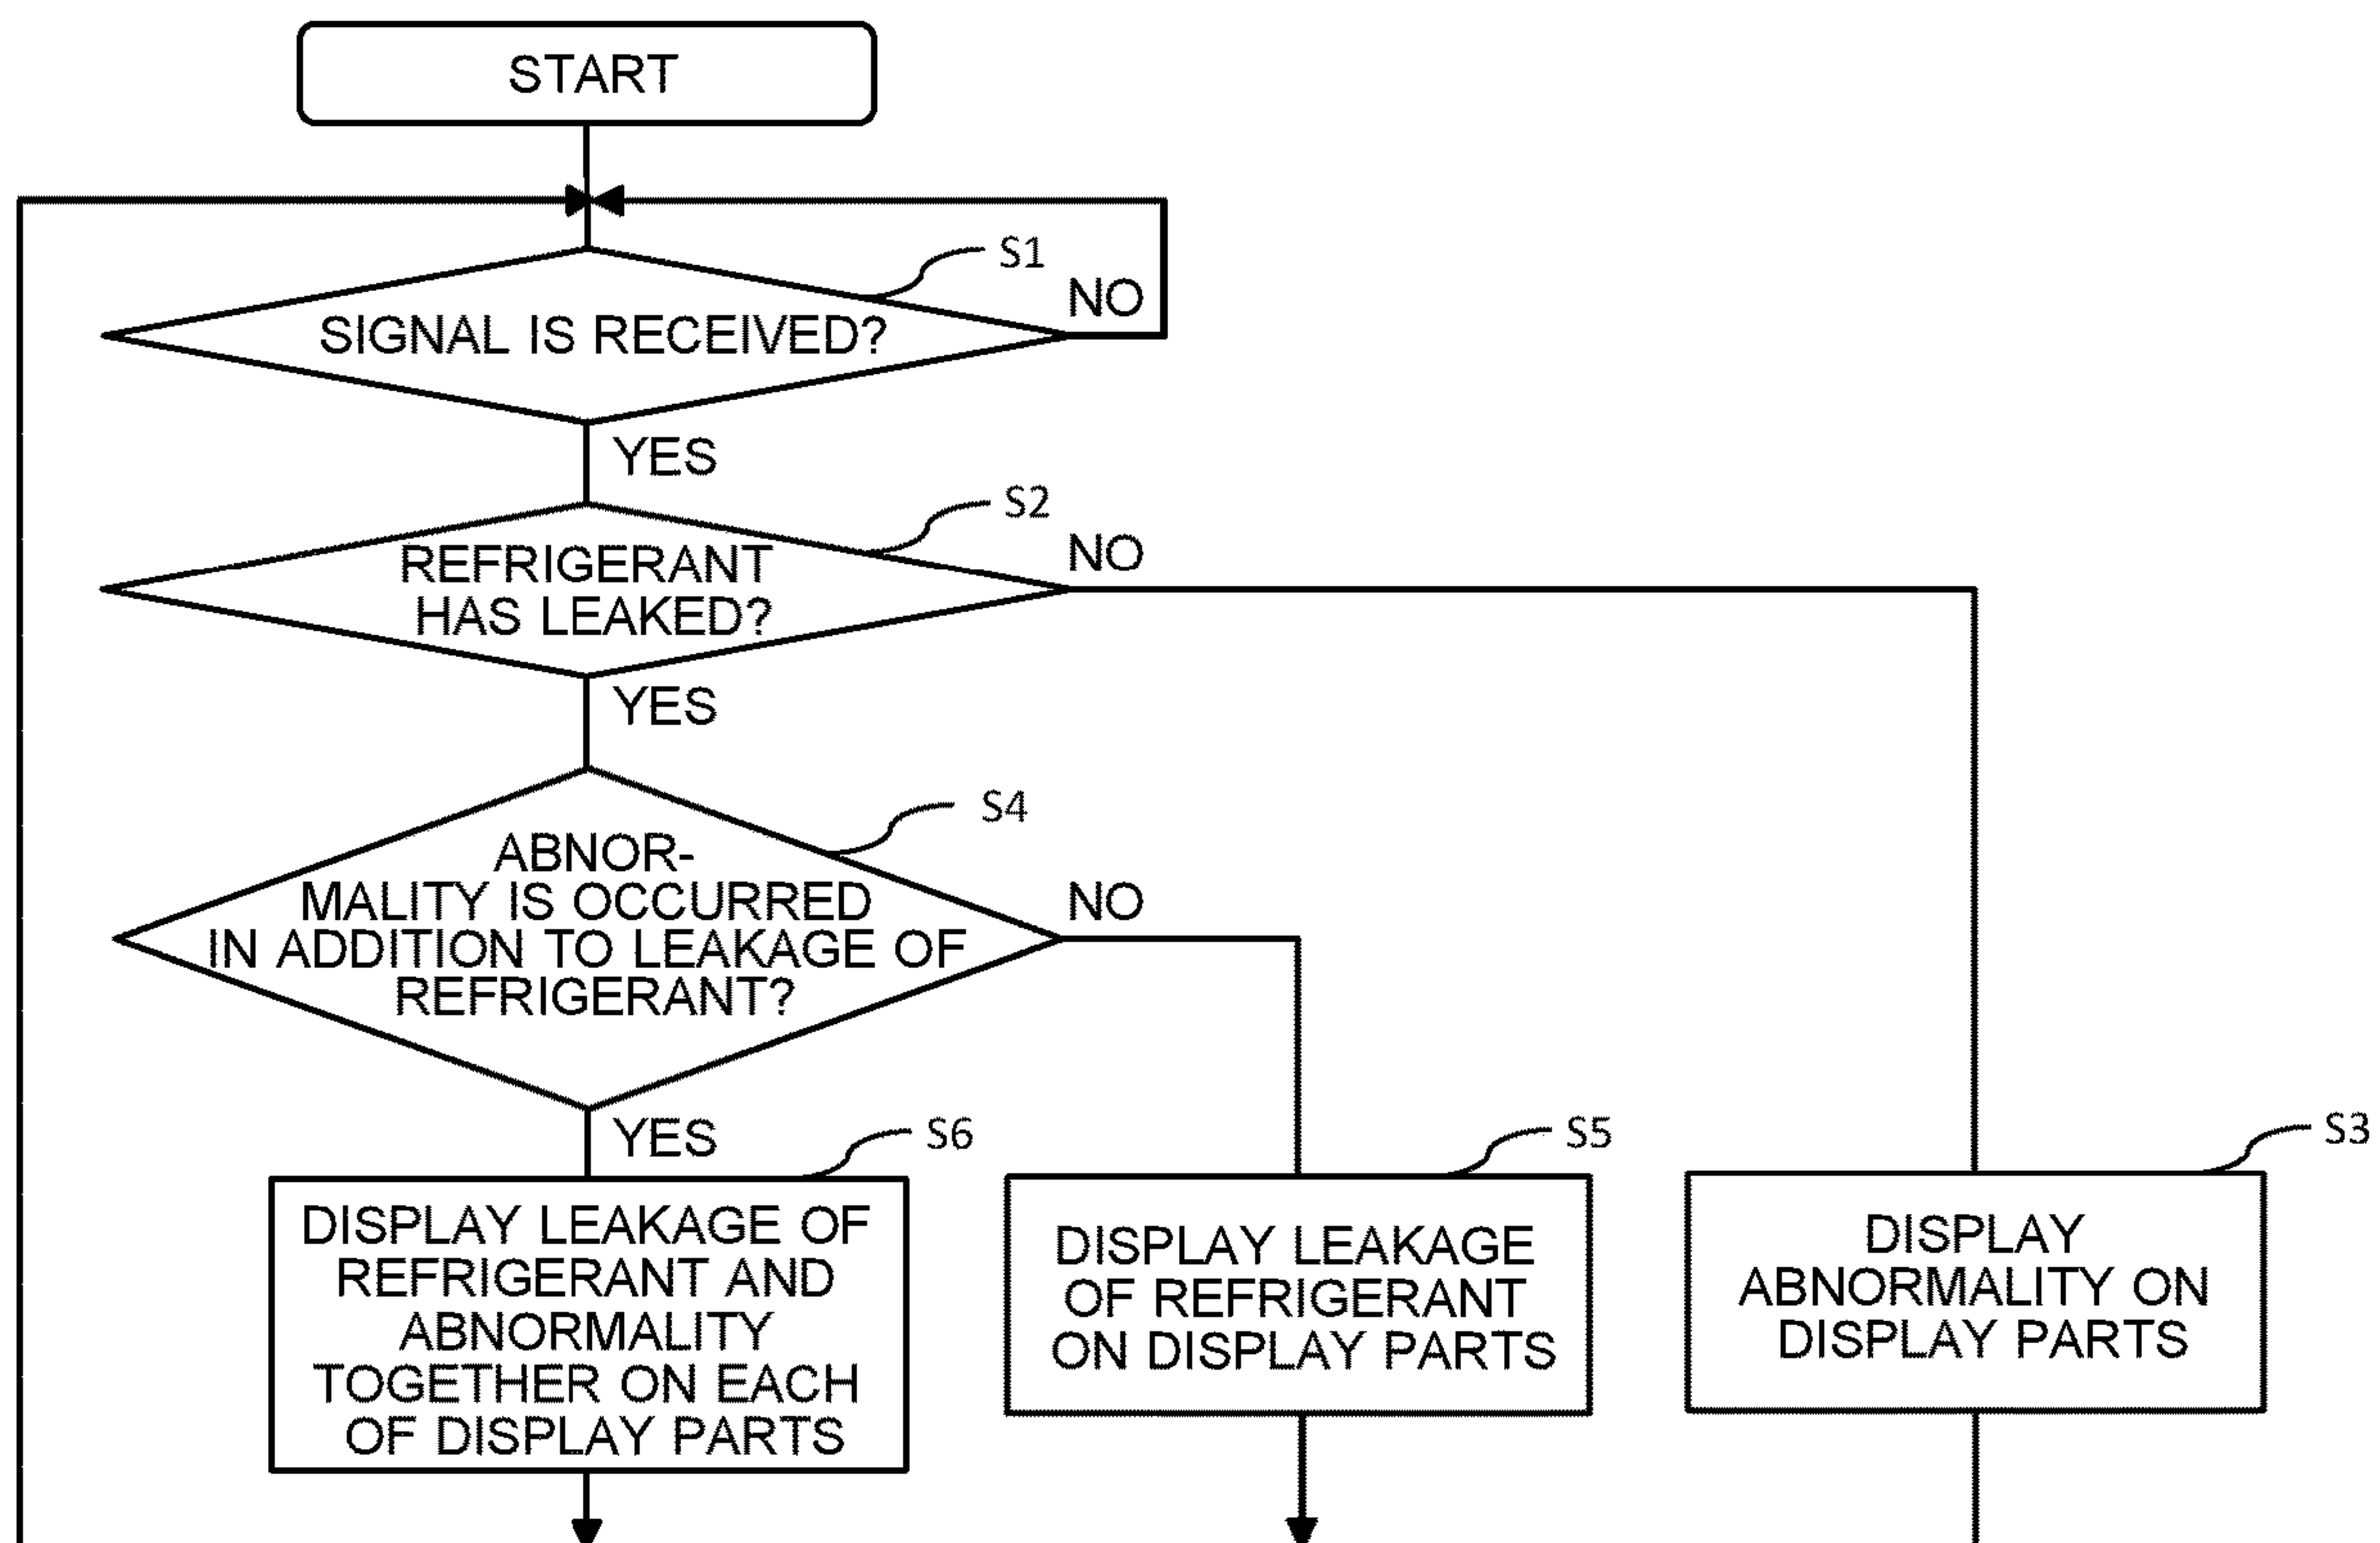 START
S1
NO
SIGNAL IS RECEIVED?
YES
S2
NO
REFRIGERANT
HAS LEAKED?
YES
S4
ABNOR-
MALITY IS OCCURRED
IN ADDITION TO LEAKAGE OF
REFRIGERANT?
NO
YES
S6
DISPLAY LEAKAGE OF
REFRIGERANT AND
ABNORMALITY
TOGETHER ON EACH
OF DISPLAY PARTS
S5
DISPLAY LEAKAGE
OF REFRIGERANT
ON DISPLAY PARTS
S3
DISPLAY
ABNORMALITY ON
DISPLAY PARTS